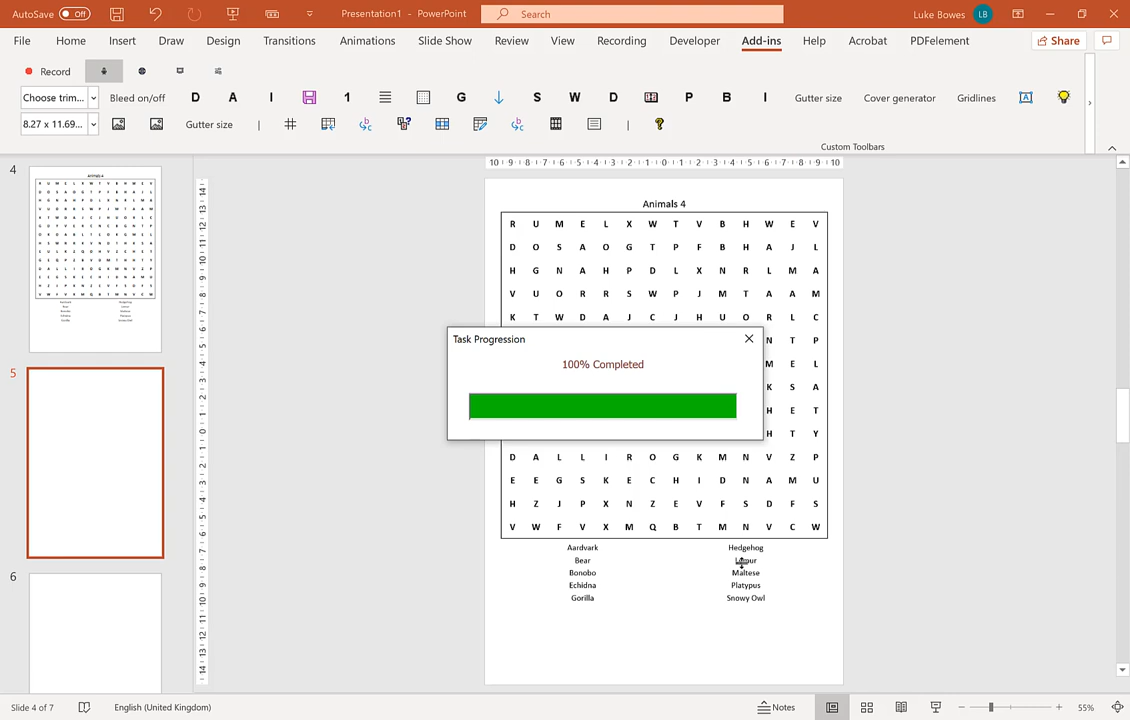 AutoSave Off Presentation1 - PowerPoint Search Luke Bowes LB
File Home Insert Draw Design Transitions Animations Slide Show Review View Recording Developer Add-ins Help Acrobat PDFelement Share
Record
Choose trim... Bleed on/off D A I 1 G S W D P B I Gutter size Cover generator Gridlines
8.27 x 11.69... Gutter size
Custom Toolbars
4
5
6
Animals 4
R U M E L X W T V B H W E V
D O S A O G T P F B H A J L
H G N A H P D L X N R L M A
V U O R R S W P J M T A A M
K T W D A J C J H U O R L C
N T P
M E L
K S A
H E T
H T Y
D A L L I R O G K M N V Z P
E E G S K E C H I D N A M U
H Z J P X N Z E V F S D F S
V W F V X M Q B T M N V C W
Task Progression
100% Completed
Aardvark Hedgehog
Bear
Bonobo Maltese
Echidna Platypus
Gorilla Snowy Owl
Slide 4 of 7 English (United Kingdom) Notes 55%